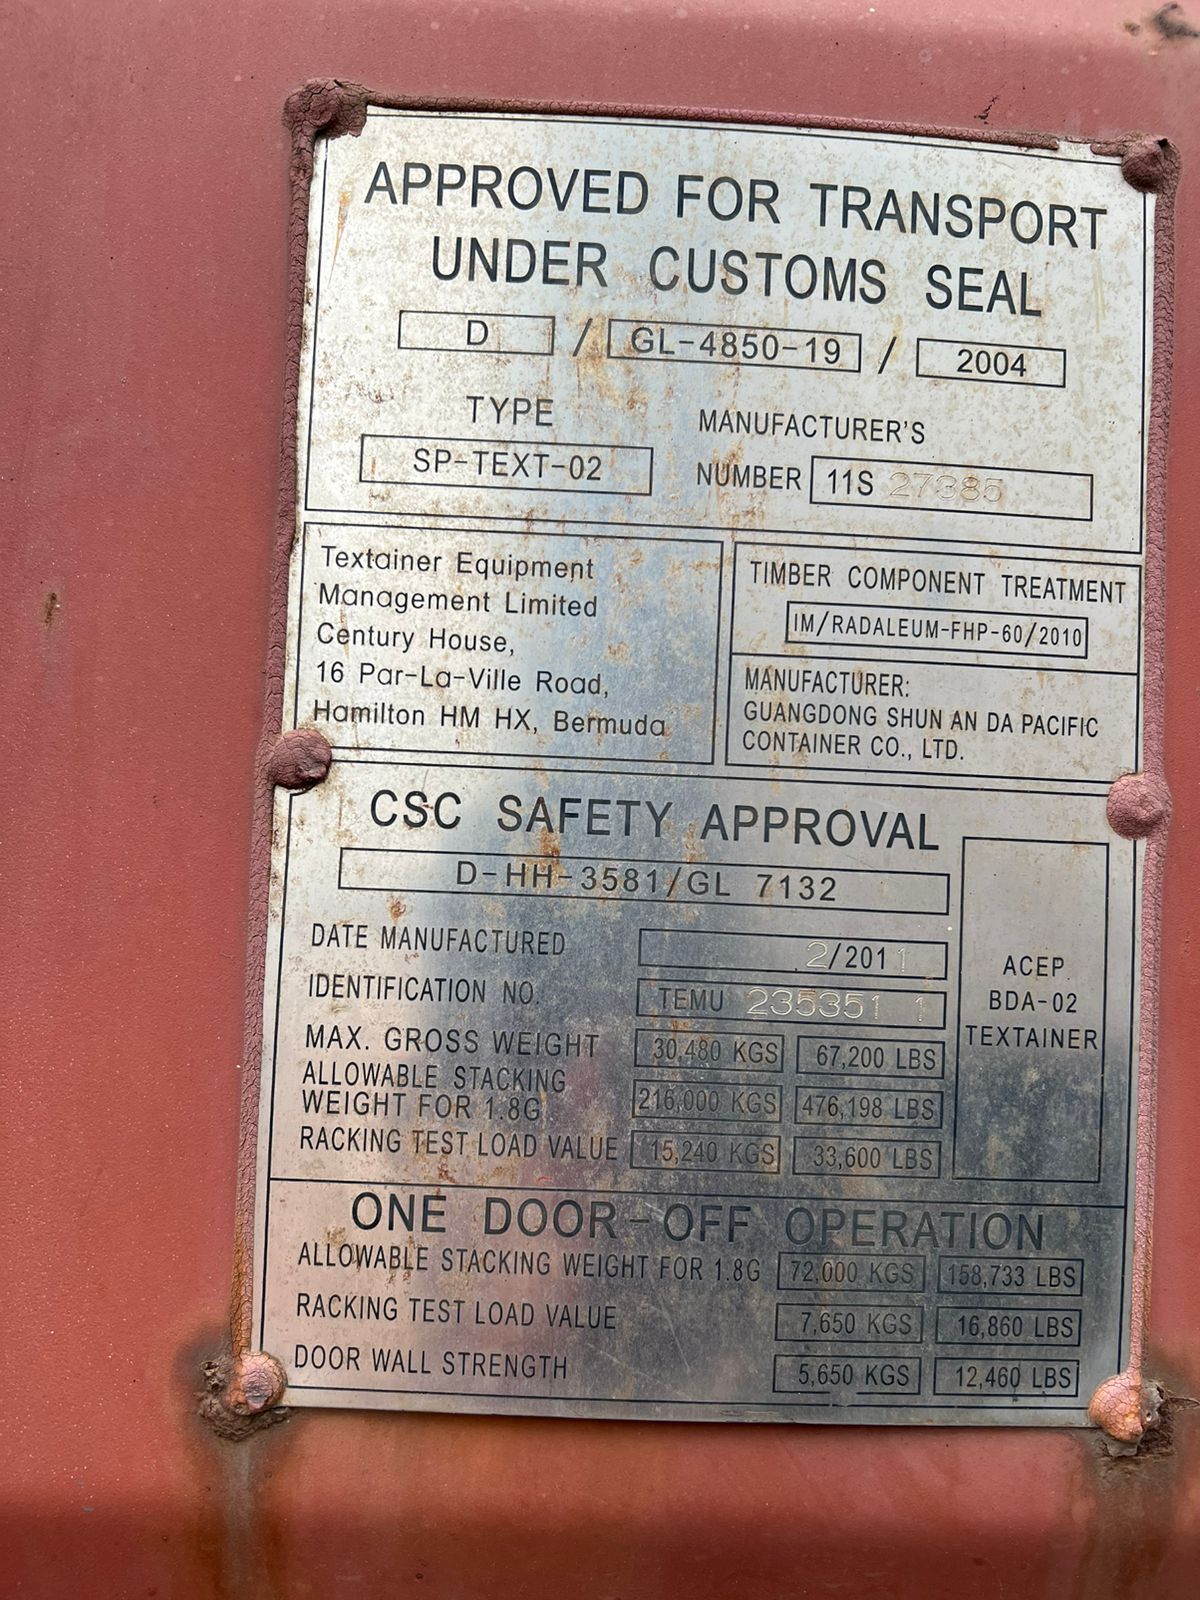 APPROVED FOR TRANSPORT
UNDER CUSTOMS SEAL
D / GL-4850-19 / 2004
TYPE
SP-TEXT-02
MANUFACTURER'S
NUMBER 11S 27385
Textainer Equipment
Management Limited
Century House,
16 Par-La-Ville Road,
Hamilton HM HX, Bermuda
TIMBER COMPONENT TREATMENT
IM/RADALEUM-FHP-60/2010
MANUFACTURER:
GUANGDONG SHUN AN DA PACIFIC
CONTAINER CO., LTD.
CSC SAFETY APPROVAL
D-HH-3581/GL 7132
DATE MANUFACTURED 2/2011
IDENTIFICATION NO. TEMU 235351 1
MAX. GROSS WEIGHT 30,480 KGS 67,200 LBS
ALLOWABLE STACKING
WEIGHT FOR 1.8G 216,000 KGS 476,198 LBS
RACKING TEST LOAD VALUE 15,240 KGS 33,600 LBS
ACEP
BDA-02
TEXTAINER
ONE DOOR-OFF OPERATION
ALLOWABLE STACKING WEIGHT FOR 1.8G 72,000 KGS 158,733 LBS
RACKING TEST LOAD VALUE 7,650 KGS 16,860 LBS
DOOR WALL STRENGTH 5,650 KGS 12,460 LBS